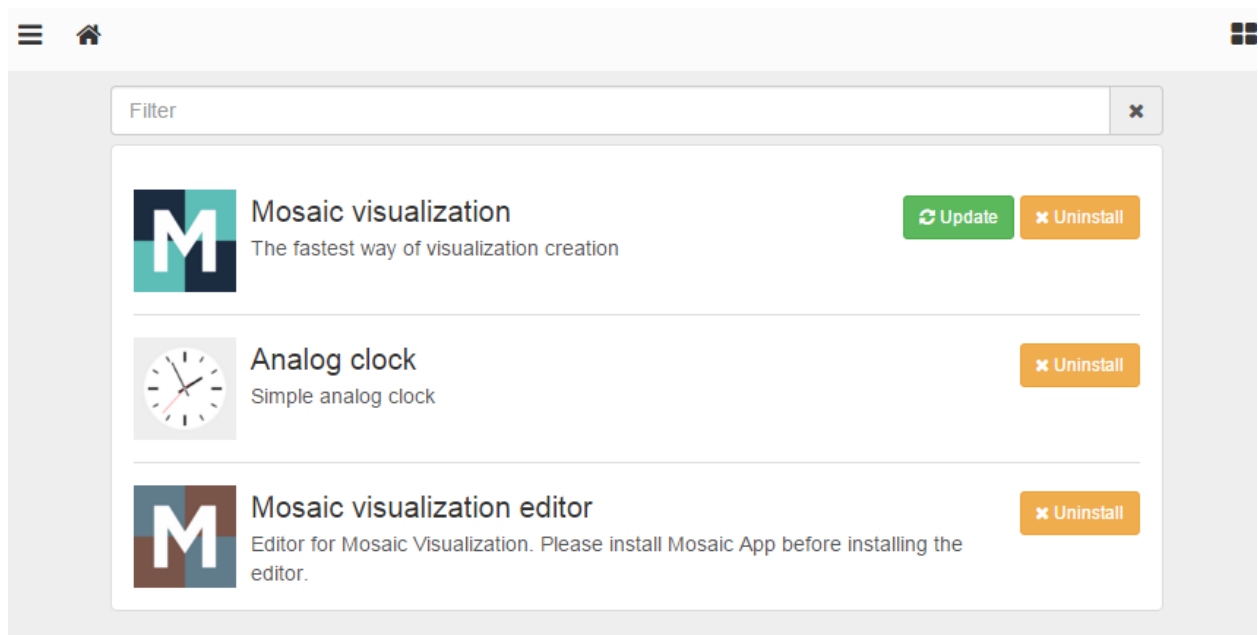 Filter
M
Mosaic visualization
The fastest way of visualization creation
Update
Uninstall
Analog clock
Simple analog clock
Uninstall
M
Mosaic visualization editor
Editor for Mosaic Visualization. Please install Mosaic App before installing the
editor.
Uninstall